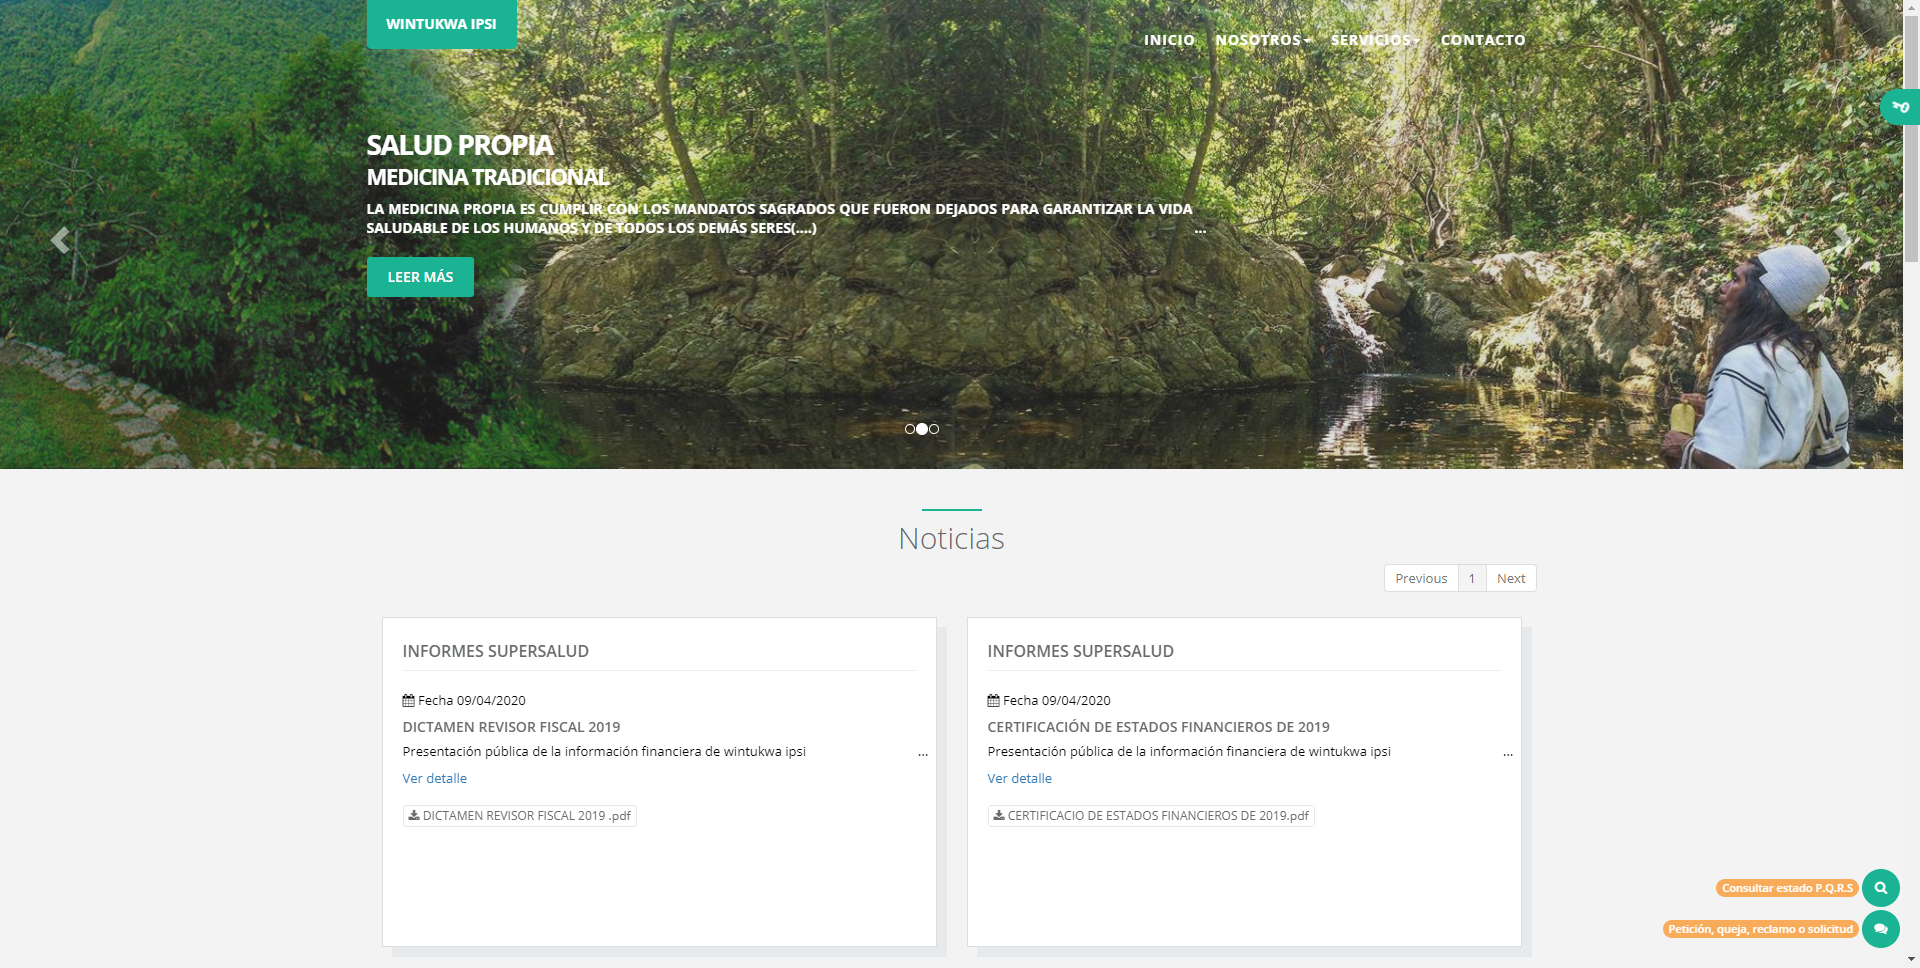 WINTUKWA IPSI
INICIO NOSOTROS SERVICIOS CONTACTO
SALUD PROPIA
MEDICINA TRADICIONAL
LA MEDICINA PROPIA ES CUMPLIR CON LOS MANDATOS SAGRADOS QUE FUERON DEJADOS PARA GARANTIZAR LA VIDA
SALUDABLE DE LOS HUMANOS Y DE TODOS LOS DEMÁS SERES(....) ...
LEER MÁS
Noticias
Previous 1 Next
INFORMES SUPERSALUD
Fecha 09/04/2020
DICTAMEN REVISOR FISCAL 2019
Presentación pública de la información financiera de wintukwa ipsi ...
Ver detalle
DICTAMEN REVISOR FISCAL 2019 .pdf
INFORMES SUPERSALUD
Fecha 09/04/2020
CERTIFICACIÓN DE ESTADOS FINANCIEROS DE 2019
Presentación pública de la información financiera de wintukwa ipsi ...
Ver detalle
CERTIFICACIO DE ESTADOS FINANCIEROS DE 2019.pdf
Consultar estado P.Q.R.S
Petición, queja, reclamo o solicitud